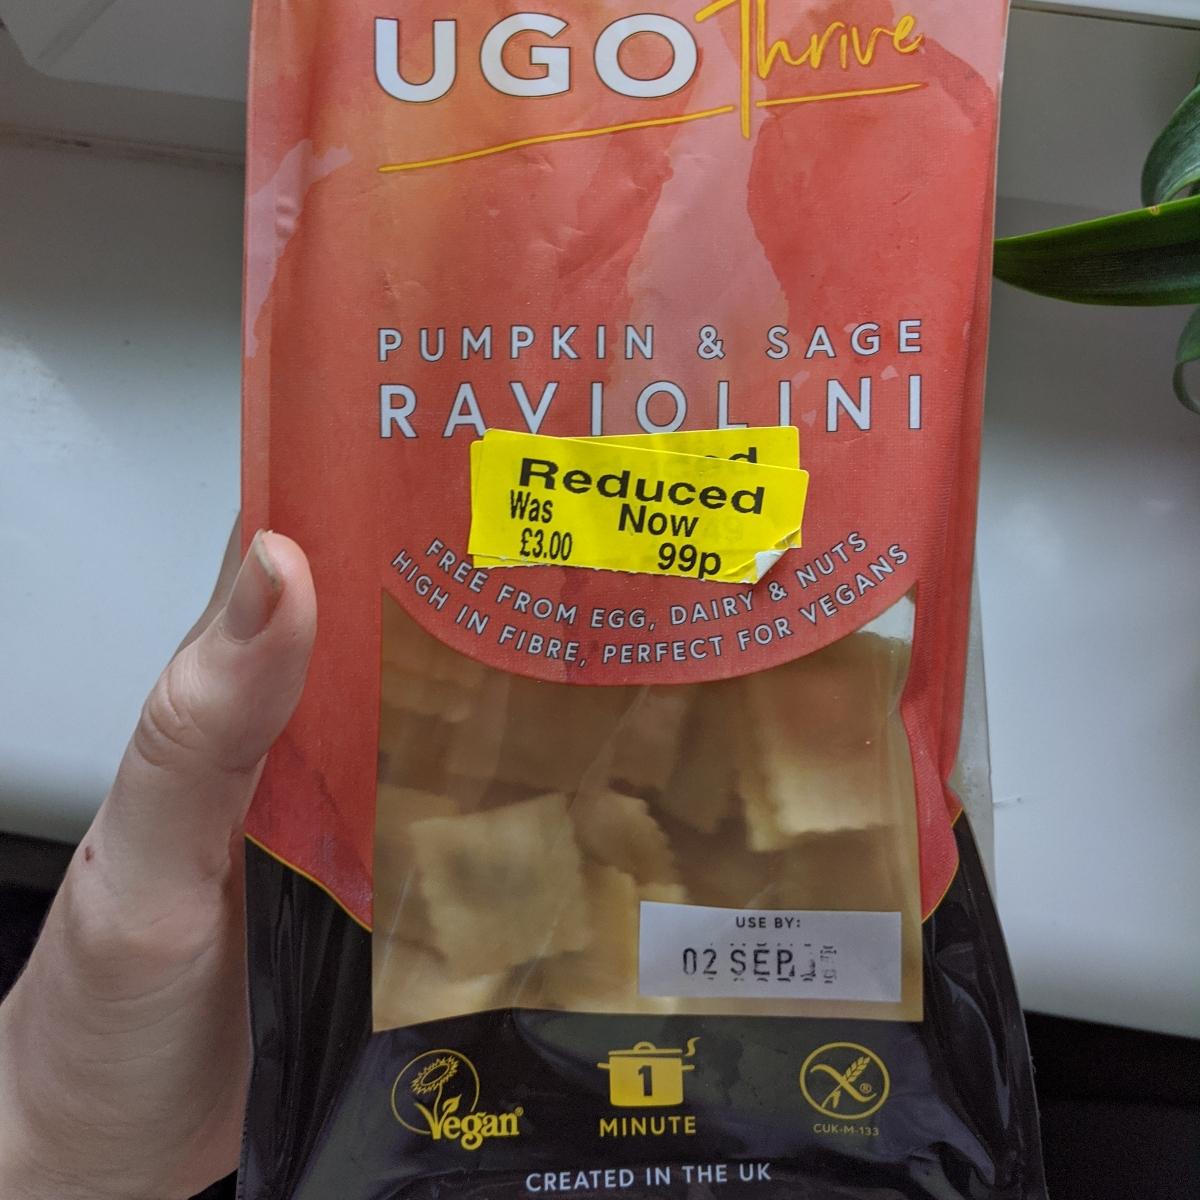 UGO Thrive
PUMPKIN & SAGE
RAVIOLINI
Reduced
Was Now
£3.00 99p
FREE FROM EGG, DAIRY & NUTS
HIGH IN FIBRE, PERFECT FOR VEGANS
USE BY:
02 SEP
Vegan
1
MINUTE
CUK-M-133
CREATED IN THE UK